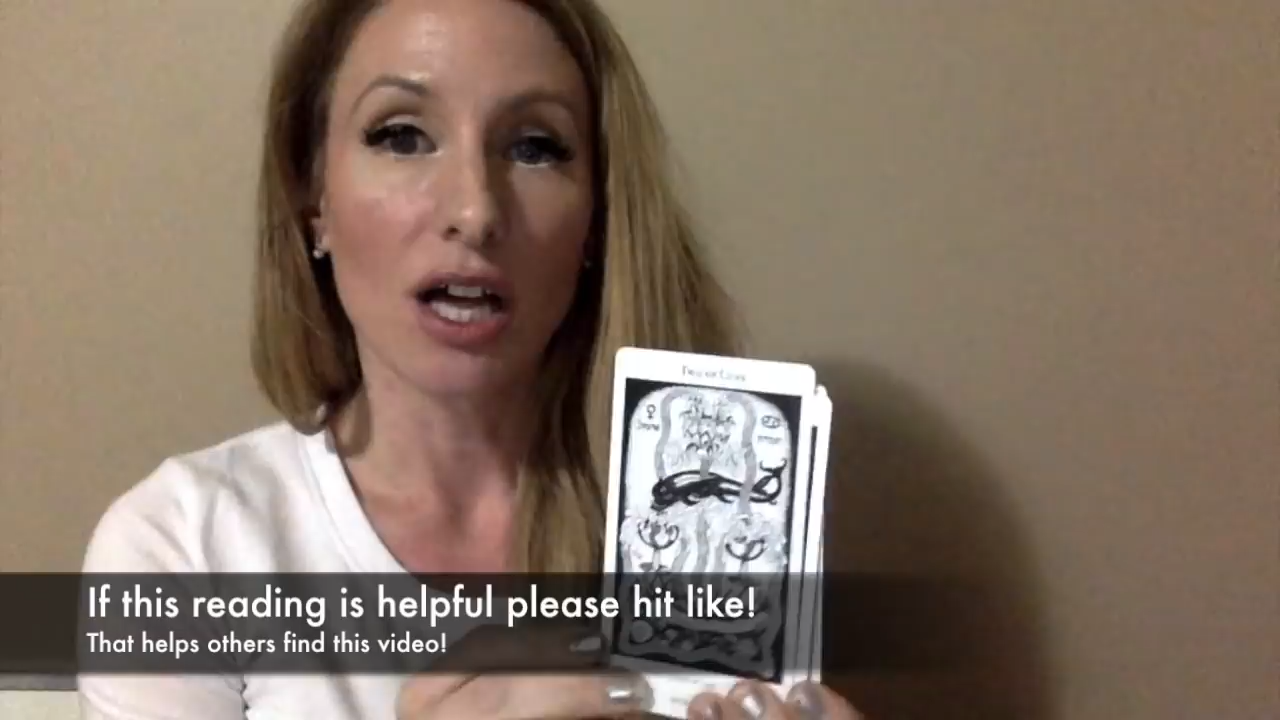 If this reading is helpful please hit like!
That helps others find this video!